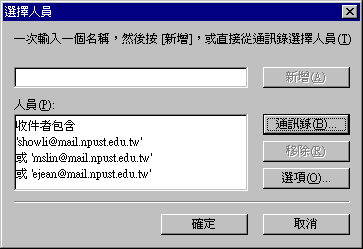 選擇人員
一次輸入一個名稱，然後按 [新增]，或直接從通訊錄選擇人員(T)
新增(A)
人員(P):
收件者包含
'showli@mail.npust.edu.tw'
或 'mslin@mail.npust.edu.tw'
或 'ejean@mail.npust.edu.tw'
通訊錄(B)...
移除(R)
選項(O)...
確定
取消